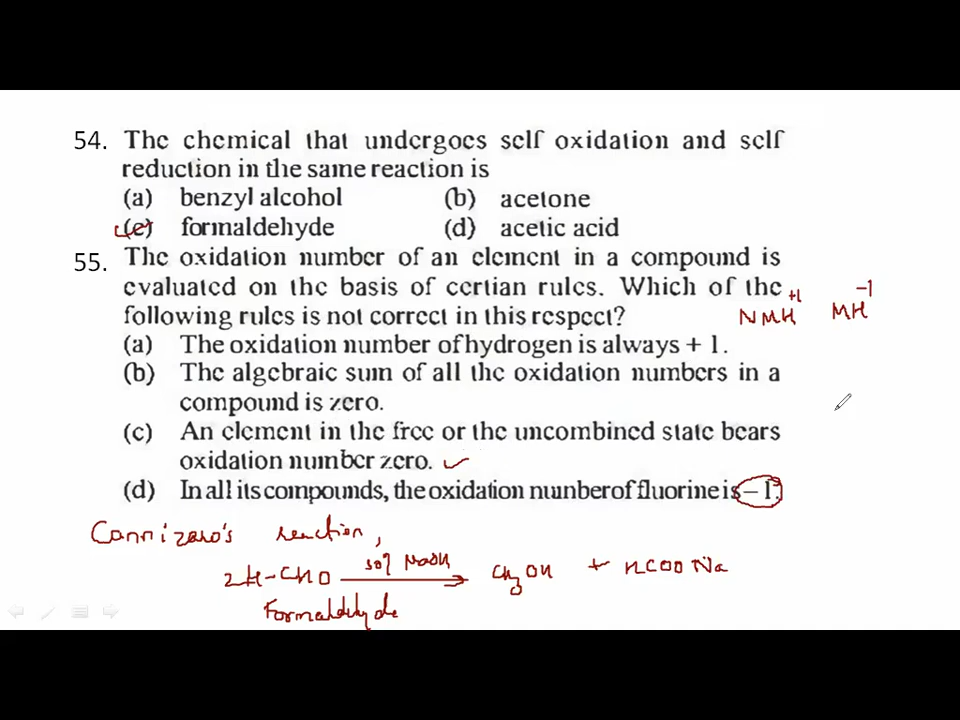 54. The chemical that undergoes self oxidation and self
reduction in the same reaction is
(a) benzyl alcohol (b) acetone
(c) formaldehyde (d) acetic acid
55. The oxidation number of an element in a compound is
evaluated on the basis of certian rules. Which of the
following rules is not correct in this respect?
NMH +1 MH -1
(a) The oxidation number of hydrogen is always + 1.
(b) The algebraic sum of all the oxidation numbers in a
compound is zero.
(c) An element in the free or the uncombined state bears
oxidation number zero. ✓
(d) In all its compounds, the oxidation number of fluorine is – 1.
Cannizaro's reaction,
2H-CHO 50% NaOH → CH3OH + HCOONa
Formaldehyde